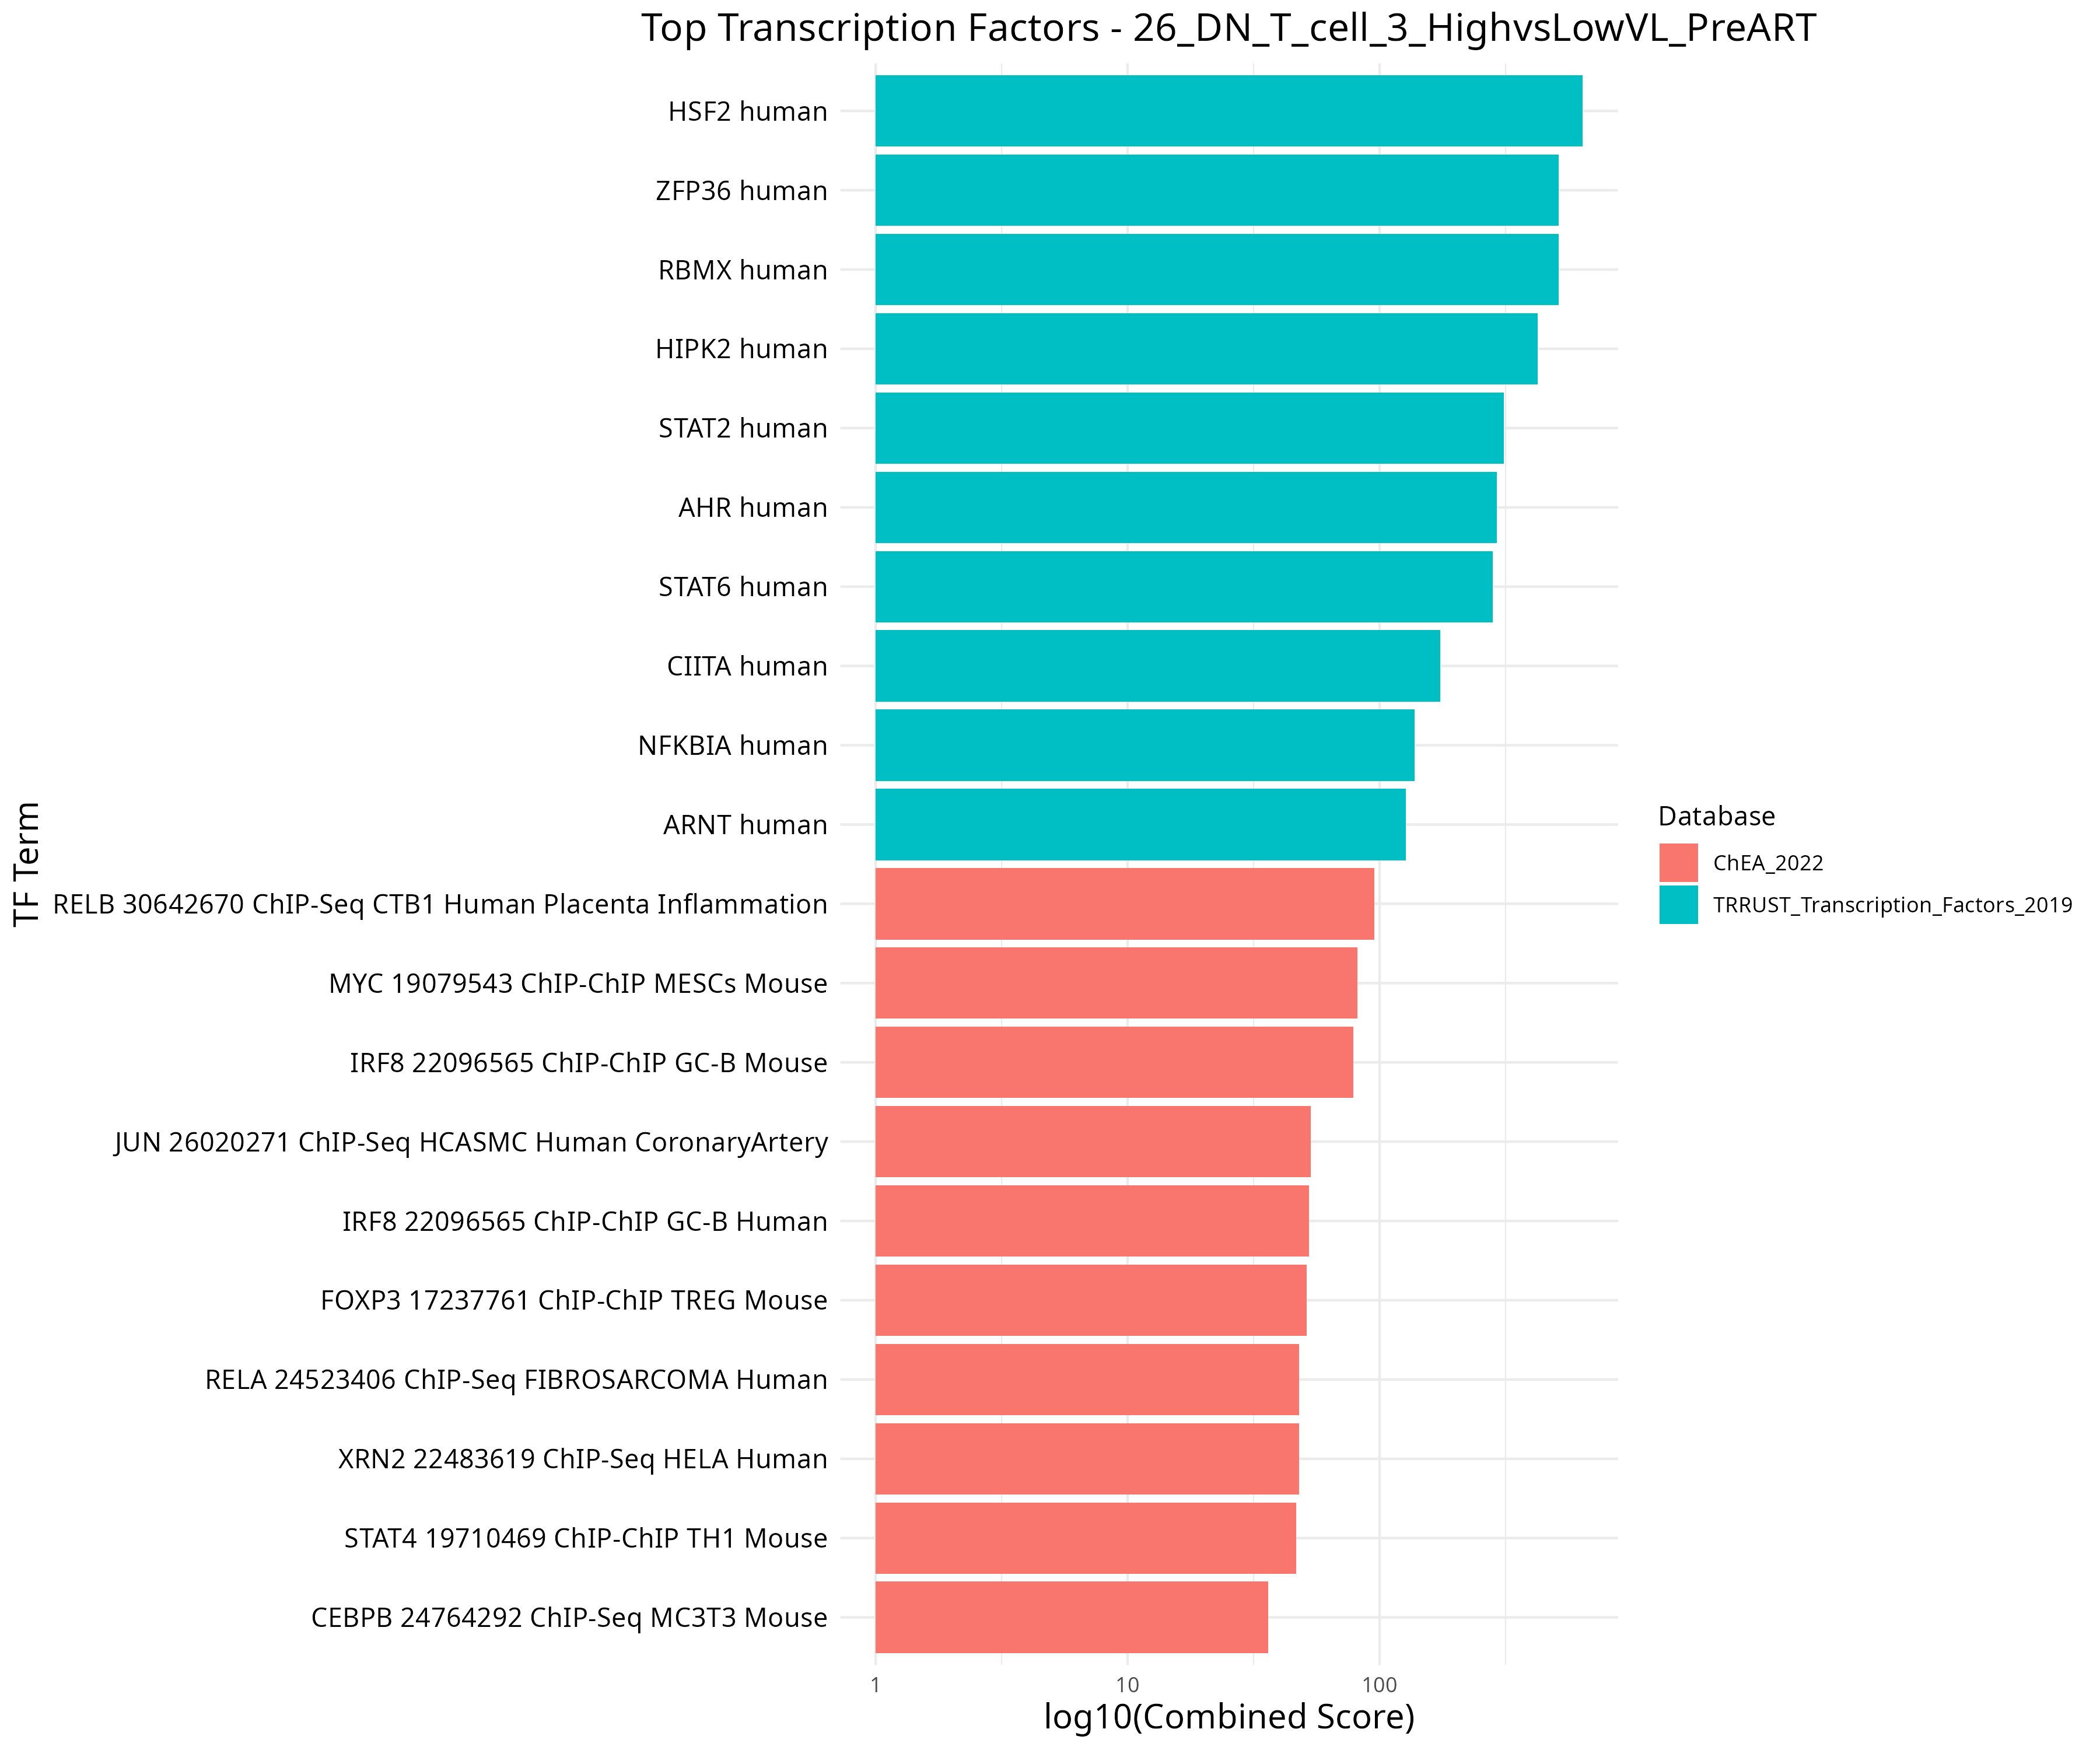 Top Transcription Factors - 26_DN_T_cell_3_HighvsLowVL_PreART
TF Term
HSF2 human
ZFP36 human
RBMX human
HIPK2 human
STAT2 human
AHR human
STAT6 human
CIITA human
NFKBIA human
ARNT human
RELB 30642670 ChIP-Seq CTB1 Human Placenta Inflammation
MYC 19079543 ChIP-ChIP MESCs Mouse
IRF8 22096565 ChIP-ChIP GC-B Mouse
JUN 26020271 ChIP-Seq HCASMC Human CoronaryArtery
IRF8 22096565 ChIP-ChIP GC-B Human
FOXP3 17237761 ChIP-ChIP TREG Mouse
RELA 24523406 ChIP-Seq FIBROSARCOMA Human
XRN2 22483619 ChIP-Seq HELA Human
STAT4 19710469 ChIP-ChIP TH1 Mouse
CEBPB 24764292 ChIP-Seq MC3T3 Mouse
1 10 100
log10(Combined Score)
Database
ChEA_2022
TRRUST_Transcription_Factors_2019